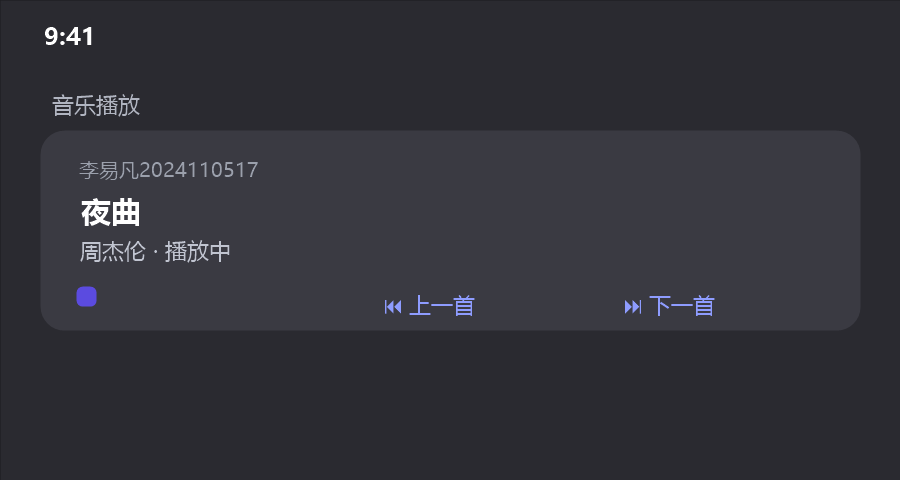 9:41
音乐播放
李易凡2024110517
夜曲
周杰伦 · 播放中
⏮ 上一首 ⏭ 下一首